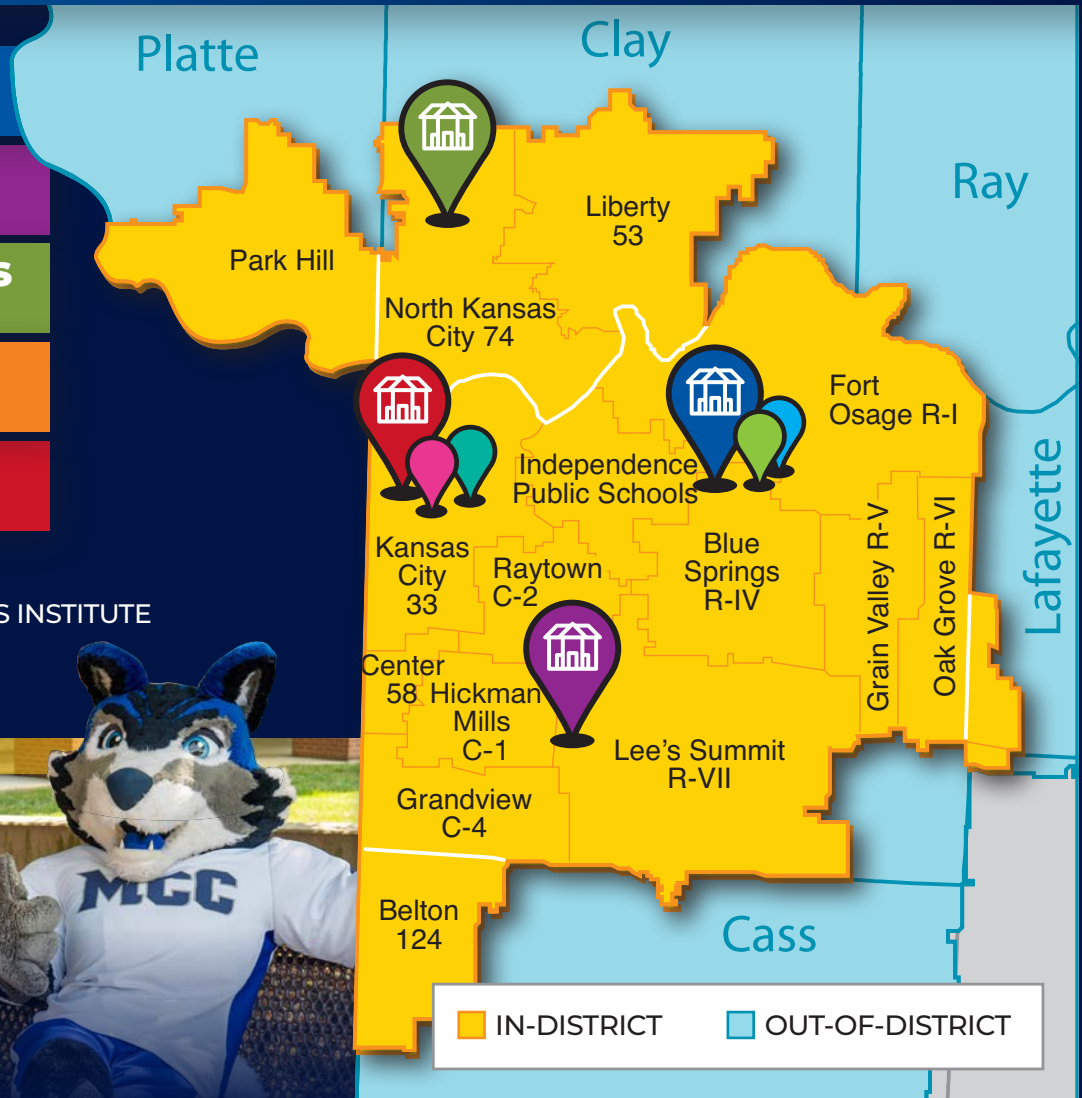 Platte
Clay
Ray
Liberty
53
Park Hill
North Kansas
City 74
Fort
Osage R-I
Independence
Public Schools
Lafayette
Kansas
City
33
Raytown
C-2
Blue
Springs
R-IV
Grain Valley R-V
Oak Grove R-VI
S INSTITUTE
Center
58
Hickman
Mills
C-1
Lee's Summit
R-VII
Grandview
C-4
MCC
Belton
124
Cass
IN-DISTRICT
OUT-OF-DISTRICT